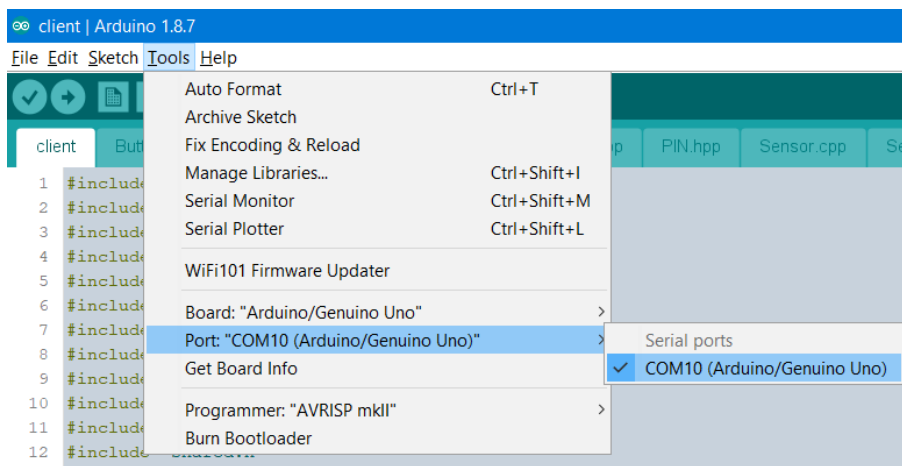 client | Arduino 1.8.7
File Edit Sketch Tools Help
Auto Format Ctrl+T
Archive Sketch
Fix Encoding & Reload
Manage Libraries... Ctrl+Shift+I
Serial Monitor Ctrl+Shift+M
Serial Plotter Ctrl+Shift+L
WiFi101 Firmware Updater
Board: "Arduino/Genuino Uno"
Port: "COM10 (Arduino/Genuino Uno)"
Get Board Info
Programmer: "AVRISP mkII"
Burn Bootloader
Serial ports
COM10 (Arduino/Genuino Uno)
client PIN.hpp Sensor.cpp
1 #include
2 #include
3 #include
4 #include
5 #include
6 #include
7 #include
8 #include
9 #include
10 #include
11 #include
12 #include